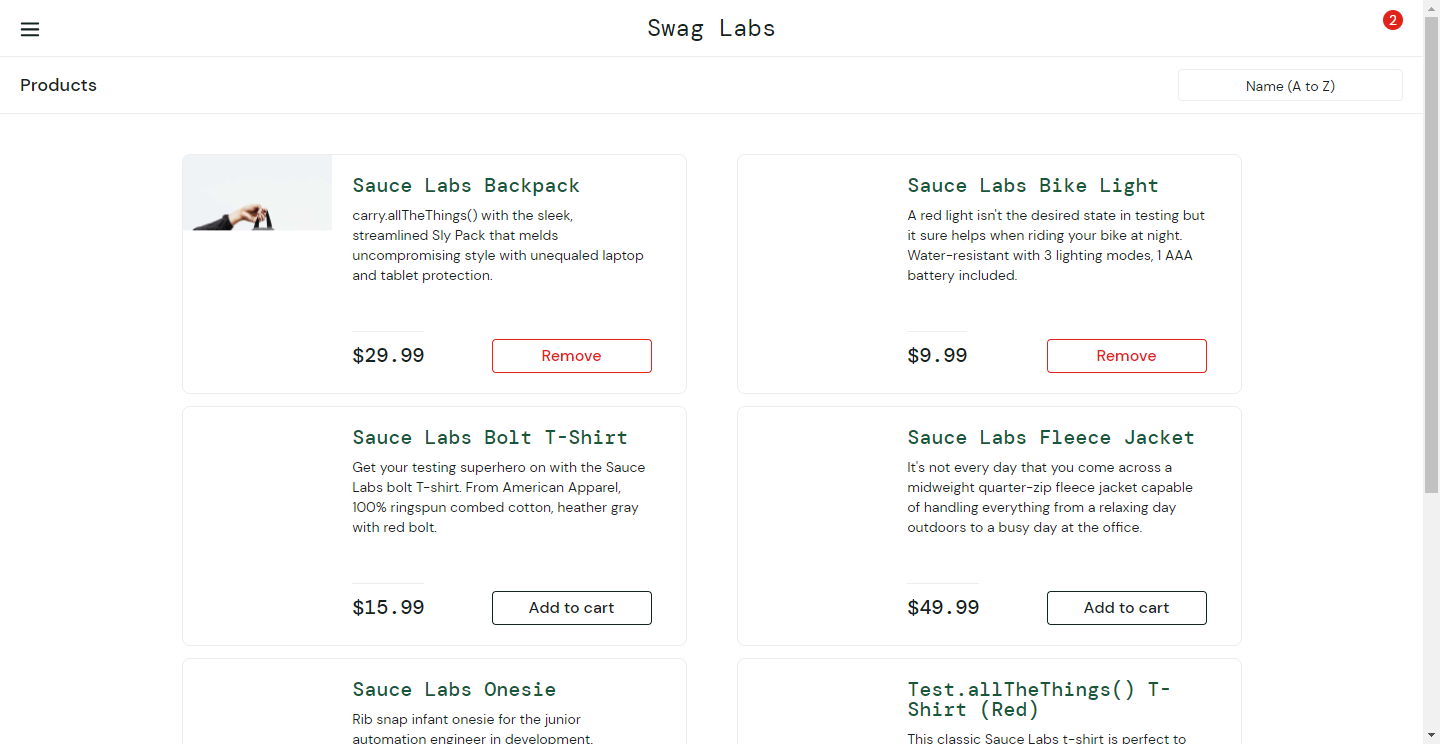 Swag Labs
2
Products
Name (A to Z)
Sauce Labs Backpack
carry.allTheThings() with the sleek,
streamlined Sly Pack that melds
uncompromising style with unequaled laptop
and tablet protection.
$29.99
Remove
Sauce Labs Bike Light
A red light isn't the desired state in testing but
it sure helps when riding your bike at night.
Water-resistant with 3 lighting modes, 1 AAA
battery included.
$9.99
Remove
Sauce Labs Bolt T-Shirt
Get your testing superhero on with the Sauce
Labs bolt T-shirt. From American Apparel,
100% ringspun combed cotton, heather gray
with red bolt.
$15.99
Add to cart
Sauce Labs Fleece Jacket
It's not every day that you come across a
midweight quarter-zip fleece jacket capable
of handling everything from a relaxing day
outdoors to a busy day at the office.
$49.99
Add to cart
Sauce Labs Onesie
Rib snap infant onesie for the junior
automation engineer in development.
Test.allTheThings() T-
Shirt (Red)
This classic Sauce Labs t-shirt is perfect to